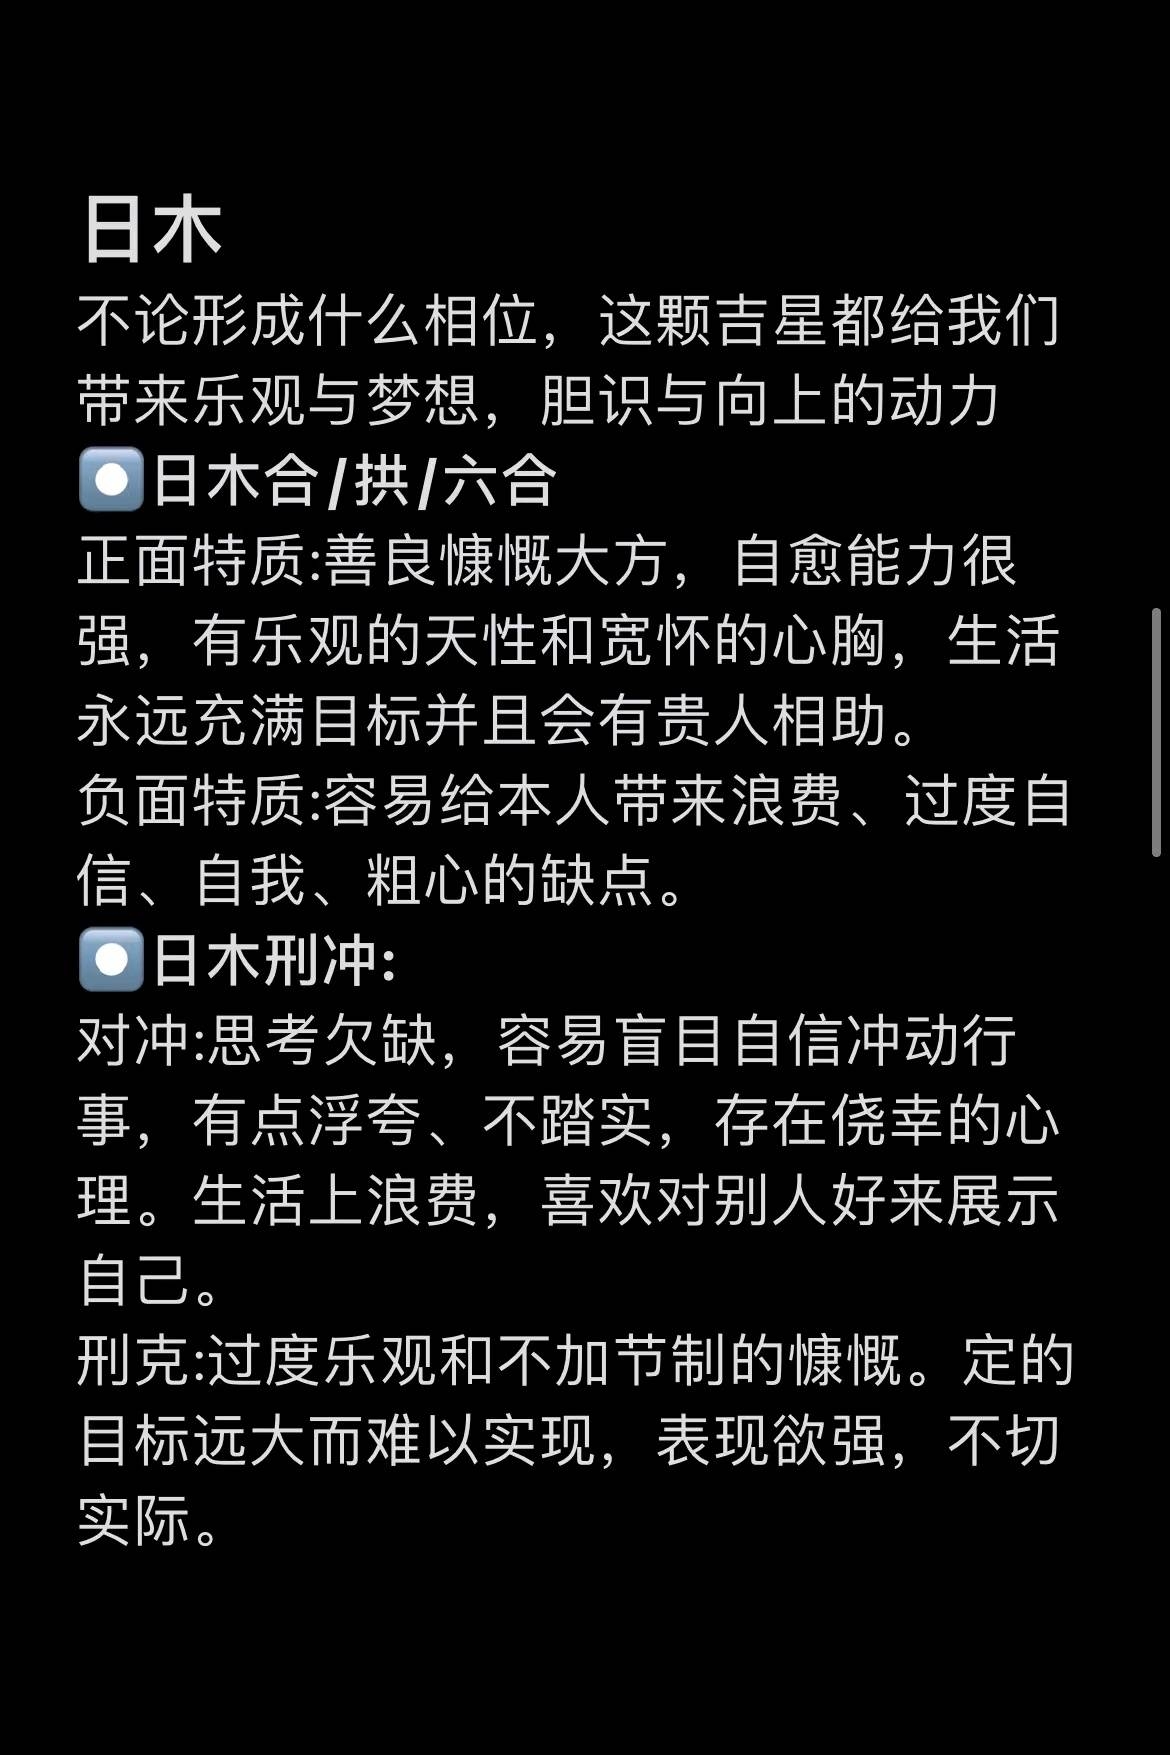 日木
不论形成什么相位，这颗吉星都给我们
带来乐观与梦想，胆识与向上的动力
⏺日木合/拱/六合
正面特质:善良慷慨大方，自愈能力很
强，有乐观的天性和宽怀的心胸，生活
永远充满目标并且会有贵人相助。
负面特质:容易给本人带来浪费、过度自
信、自我、粗心的缺点。
⏺日木刑冲:
对冲:思考欠缺，容易盲目自信冲动行
事，有点浮夸、不踏实，存在侥幸的心
理。生活上浪费，喜欢对别人好来展示
自己。
刑克:过度乐观和不加节制的慷慨。定的
目标远大而难以实现，表现欲强，不切
实际。